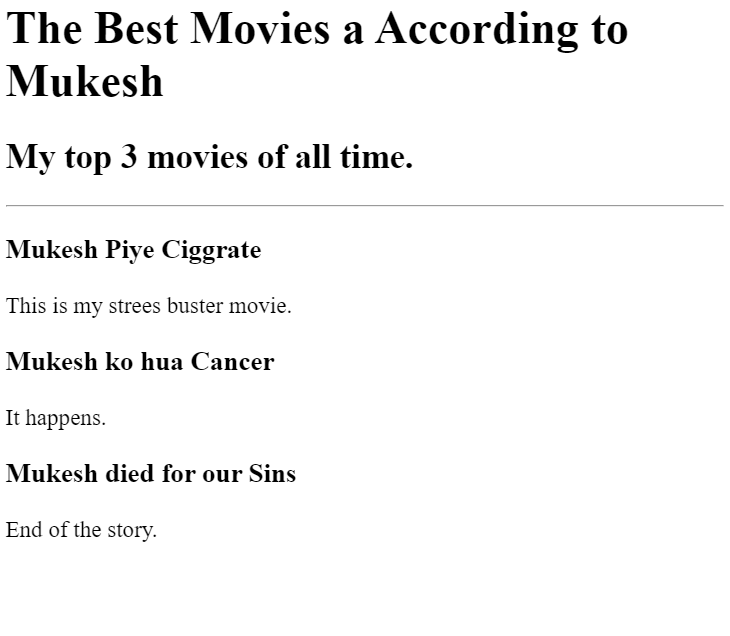 The Best Movies a According to
Mukesh
My top 3 movies of all time.
Mukesh Piye Ciggrate
This is my strees buster movie.
Mukesh ko hua Cancer
It happens.
Mukesh died for our Sins
End of the story.